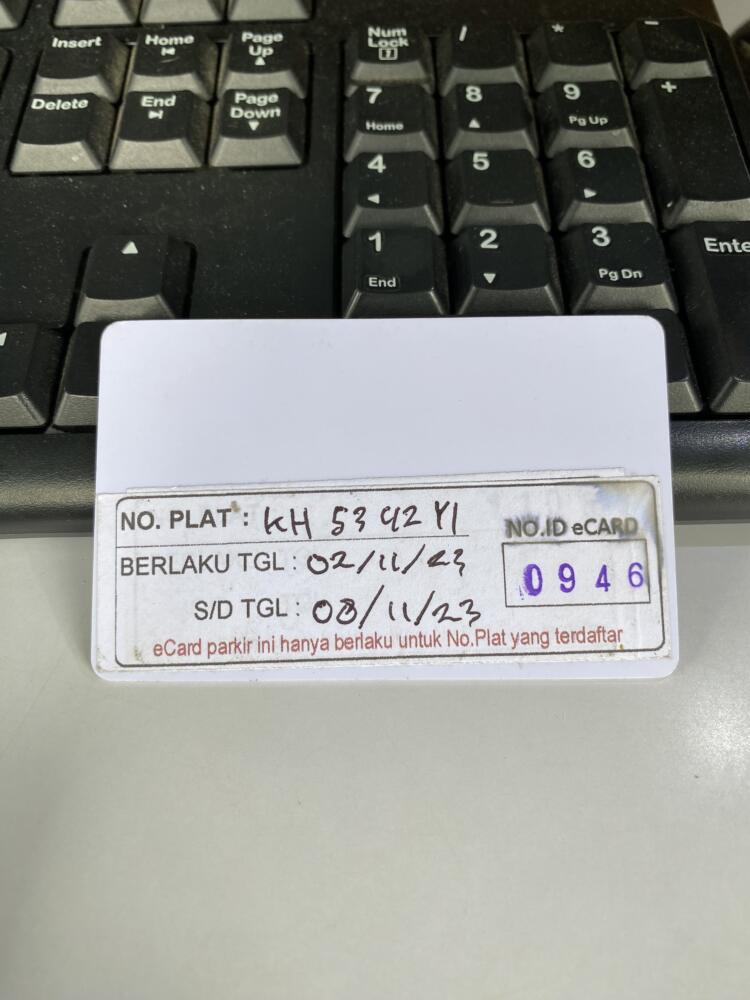 Insert Home Page Up Num Lock / * -
Delete End Page Down 7 Home 8 9 Pg Up +
4 5 6
1 End 2 3 Pg Dn Enter
NO. PLAT : KH 5342 YI
BERLAKU TGL : 02/11/23
S/D TGL : 08/11/23
NO.ID eCARD
0946
eCard parkir ini hanya berlaku untuk No.Plat yang terdaftar